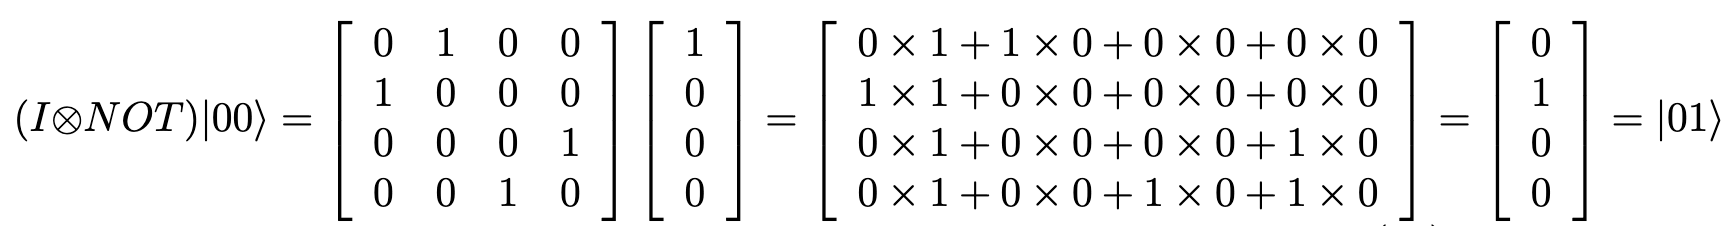 (I⊗NOT)|00⟩ = [ 0 1 0 0 ; 1 0 0 0 ; 0 0 0 1 ; 0 0 1 0 ] [ 1 ; 0 ; 0 ; 0 ] = [ 0 × 1 + 1 × 0 + 0 × 0 + 0 × 0 ; 1 × 1 + 0 × 0 + 0 × 0 + 0 × 0 ; 0 × 1 + 0 × 0 + 0 × 0 + 1 × 0 ; 0 × 1 + 0 × 0 + 1 × 0 + 1 × 0 ] = [ 0 ; 1 ; 0 ; 0 ] = |01⟩